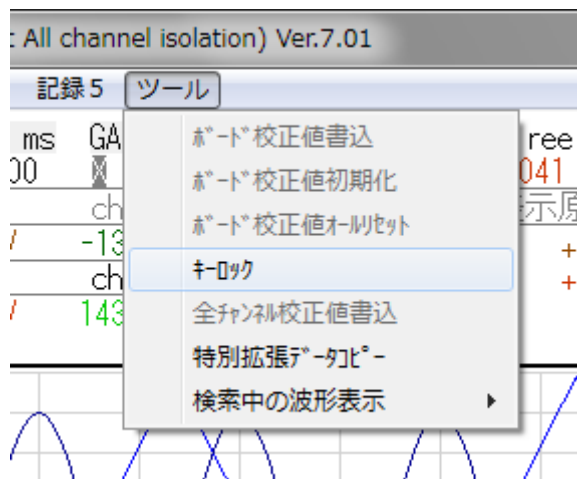 : All channel isolation) Ver.7.01
記録5 ツール
ms GA
ree
00
041
ch
示原
-13
+
ch
+
143
ﾎﾞｰﾄﾞ校正値書込
ﾎﾞｰﾄﾞ校正値初期化
ﾎﾞｰﾄﾞ校正値ｵｰﾙﾘｾｯﾄ
ｷｰﾛｯｸ
全ﾁｬﾝﾈﾙ校正値書込
特別拡張ﾃﾞｰﾀｺﾋﾟｰ
検索中の波形表示